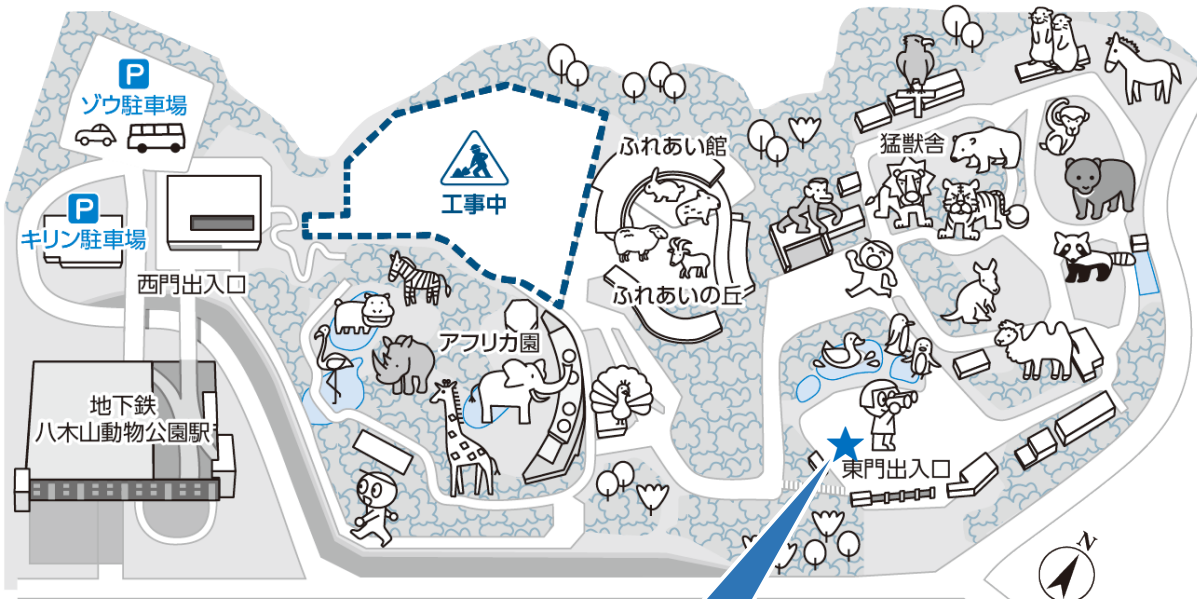 P
ゾウ駐車場
P
キリン駐車場
西門出入口
地下鉄
八木山動物公園駅
工事中
アフリカ園
ふれあい館
ふれあいの丘
猛獣舎
東門出入口
N